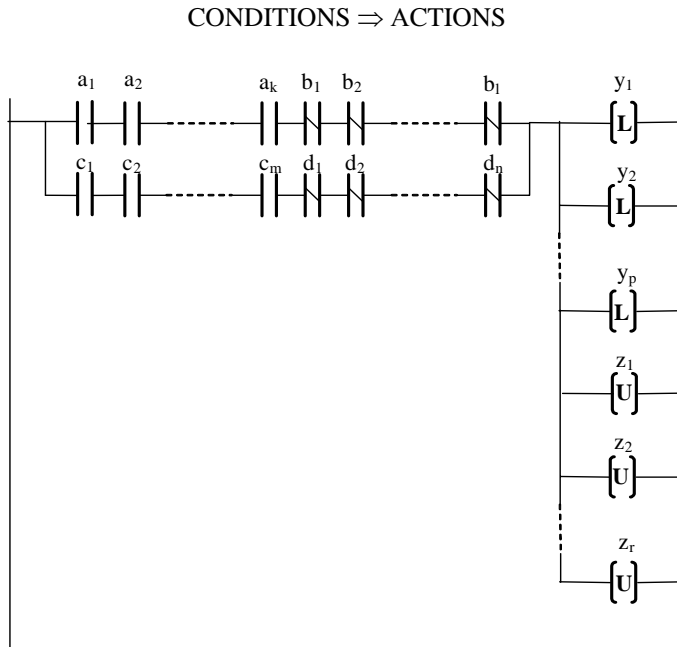 CONDITIONS ⇒ ACTIONS
a₁ a₂ aₖ b₁ b₂ bₗ y₁
L
c₁ c₂ cₘ d₁ d₂ dₙ y₂
L
yₚ
L
z₁
U
z₂
U
zᵣ
U